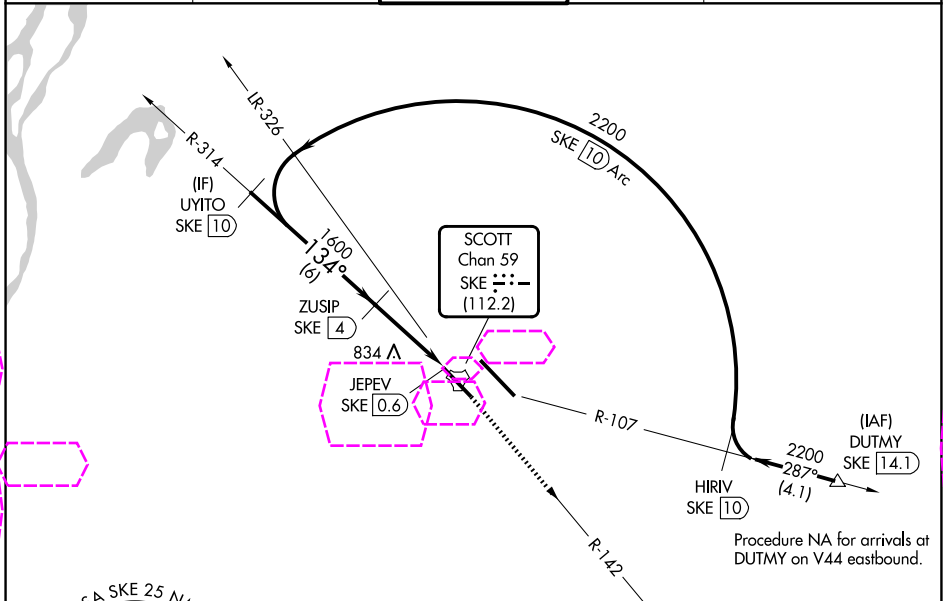 LR-326
R-314
2200
SKE 10 Arc
(IF)
UYITO
SKE 10
1600
134°
(6)
SCOTT
Chan 59
SKE
(112.2)
ZUSIP
SKE 4
834
JEPEV
SKE 0.6
R-107
(IAF)
DUTMY
SKE 14.1
2200
287°
(4.1)
HIRIV
SKE 10
Procedure NA for arrivals at
DUTMY on V44 eastbound.
R-142
SKE 25